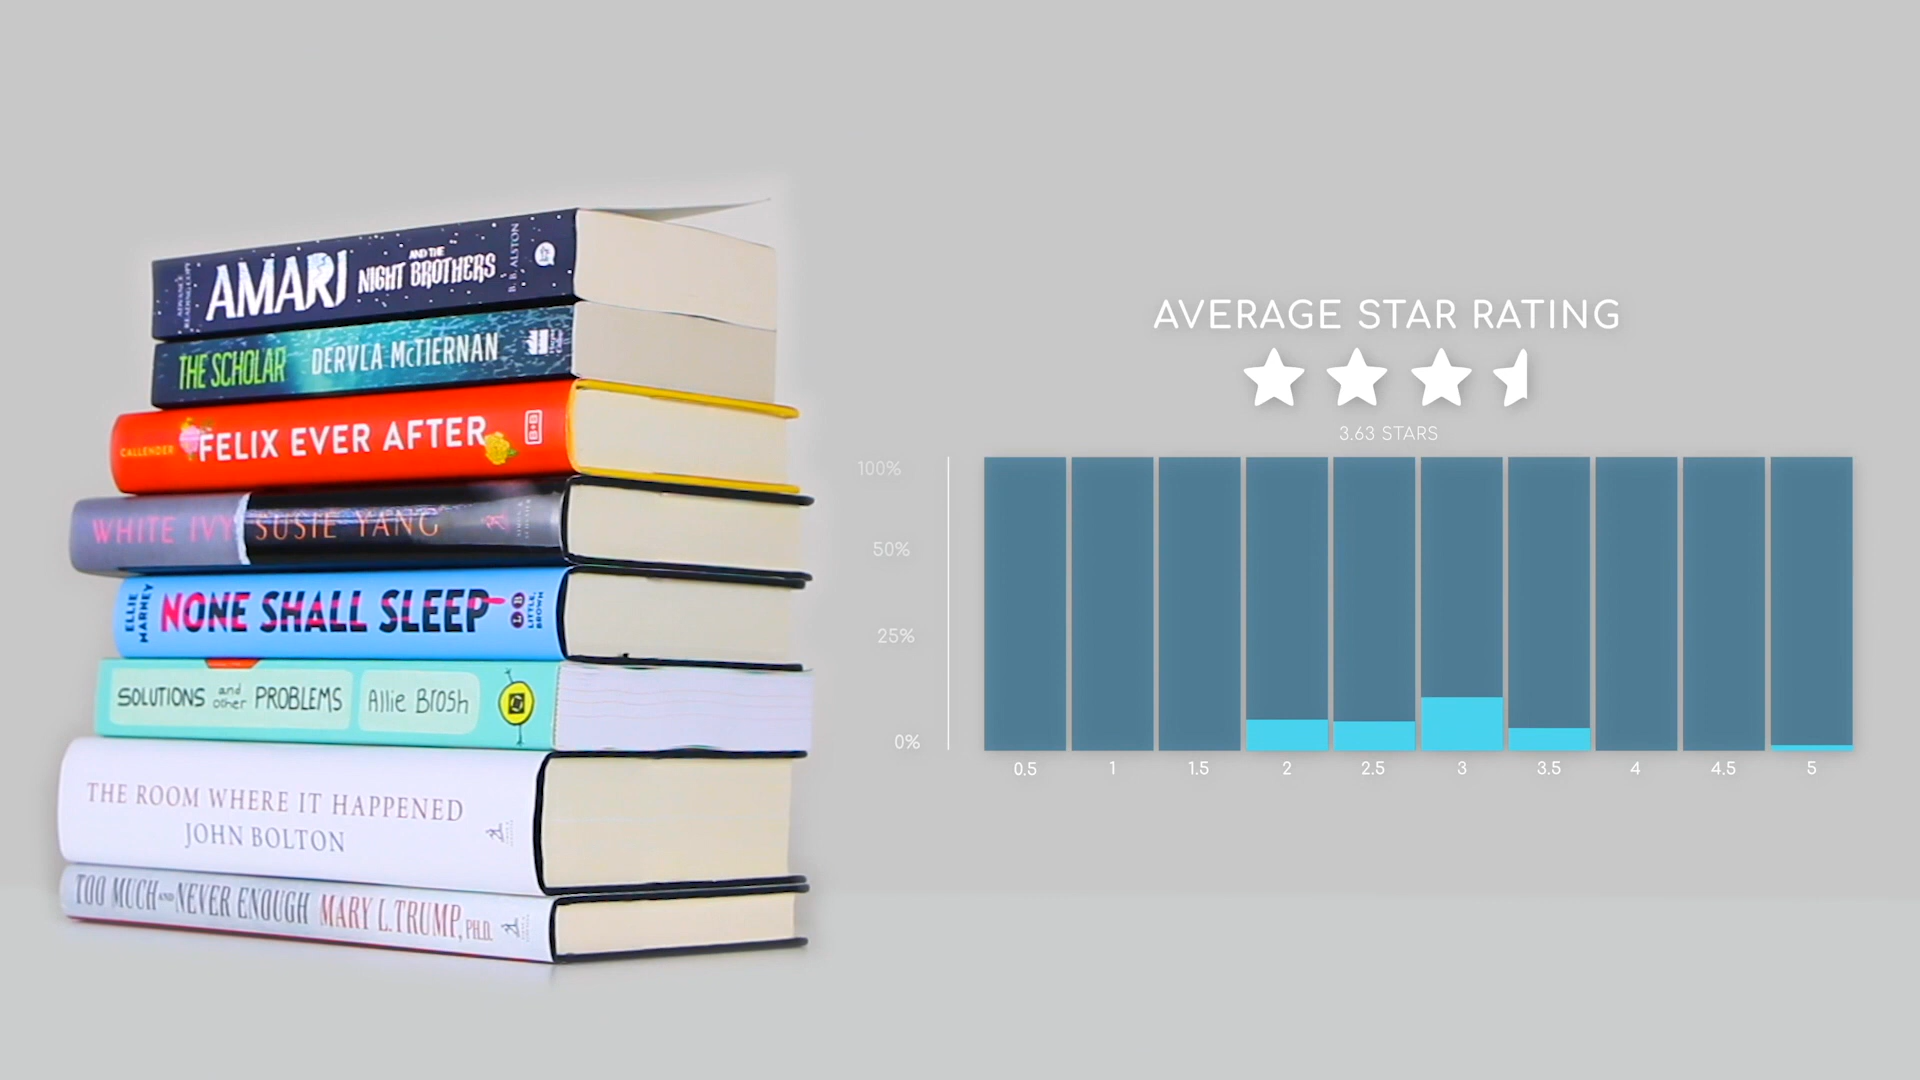 AMARI AND THE NIGHT BROTHERS B. B. ALSTON
ADVANCE READING COPY
THE SCHOLAR DERVLA McTIERNAN
CALLENDER FELIX EVER AFTER B+B
WHITE IVY SUSIE YANG
ELLIE MARNEY NONE SHALL SLEEP L B LITTLE, BROWN
SOLUTIONS and other PROBLEMS Allie Brosh
THE ROOM WHERE IT HAPPENED
JOHN BOLTON
TOO MUCH AND NEVER ENOUGH MARY L. TRUMP, PH.D.
AVERAGE STAR RATING
3.63 STARS
100%
50%
25%
0%
0.5 1 1.5 2 2.5 3 3.5 4 4.5 5